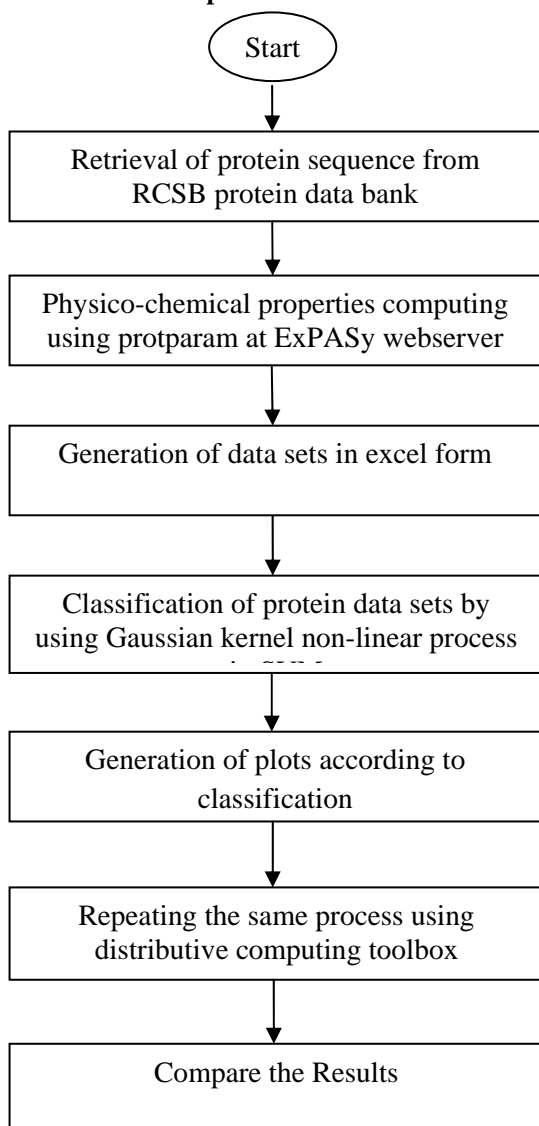 Start
Retrieval of protein sequence from
RCSB protein data bank
Physico-chemical properties computing
using protparam at ExPASy webserver
Generation of data sets in excel form
Classification of protein data sets by
using Gaussian kernel non-linear process
Generation of plots according to
classification
Repeating the same process using
distributive computing toolbox
Compare the Results